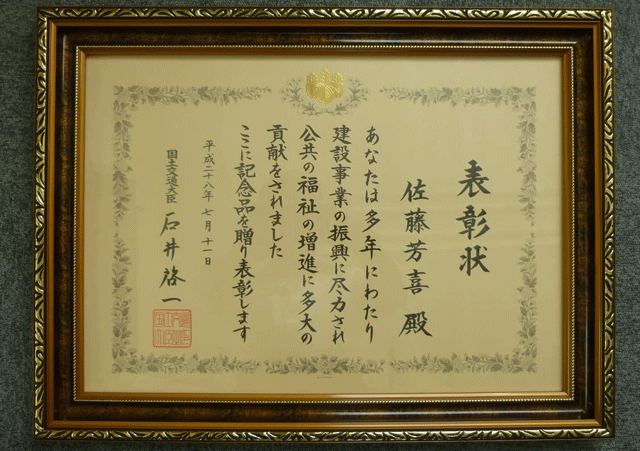 表彰状
佐藤芳喜殿
あなたは多年にわたり
建設事業の振興に尽力され
公共の福祉の増進に多大の
貢献をされました
ここに記念品を贈り表彰します
平成二十八年七月十一日
国土交通大臣 石井啓一